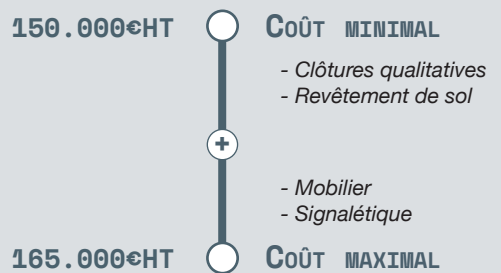 150.000€HT COÛT MINIMAL
- Clôtures qualitatives
- Revêtement de sol
+
- Mobilier
- Signalétique
165.000€HT COÛT MAXIMAL